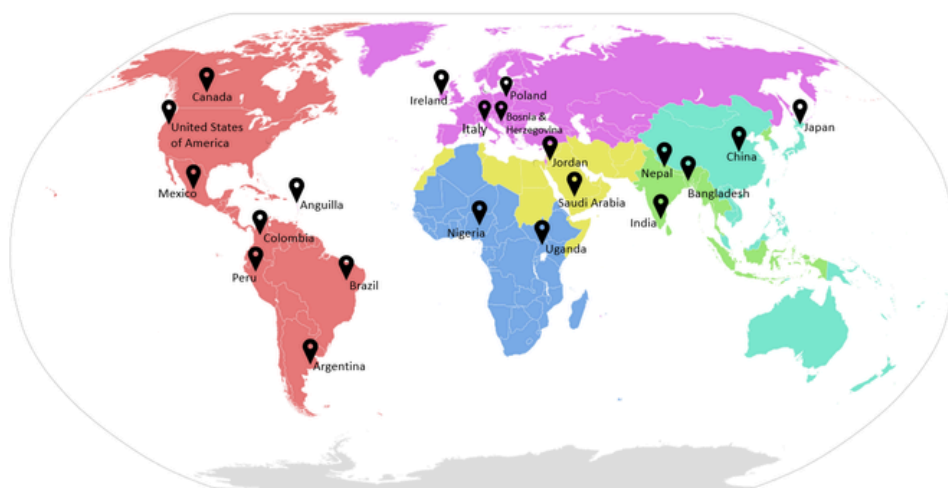 Canada
Ireland
Poland
United States
of America
Italy
Bosnia &
Herzegovina
Japan
Jordan
China
Nepal
Mexico
Anguilla
Saudi Arabia
Bangladesh
Colombia
Nigeria
India
Uganda
Peru
Brazil
Argentina